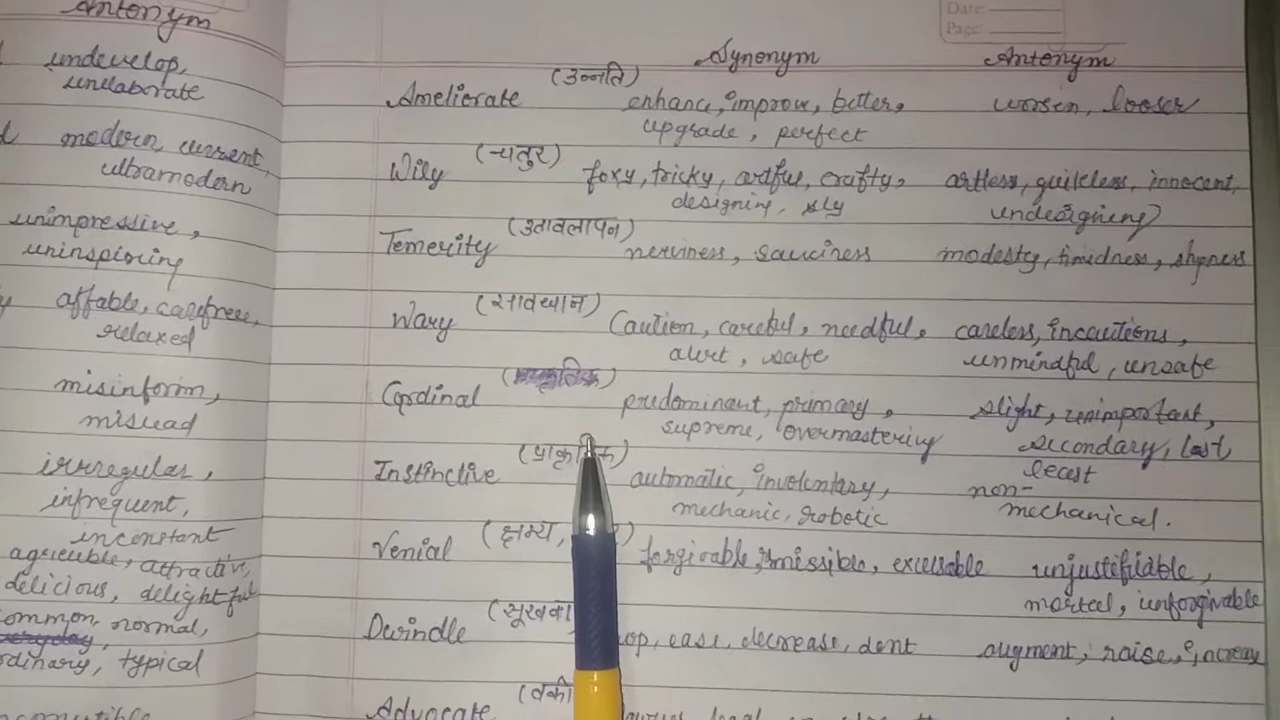 Antonym
undevelop,
unelaborate
modern, current,
ultramodern
unimpressive,
uninspiring
affable, carefree,
relaxed
misinform,
mislead
irregular,
infrequent,
inconstant
agreeable, attractive,
delicious, delightful
common, normal,
ordinary, typical
Date:
Page:
Synonym Antonym
Ameliorate (उन्नति) enhance, improve, better, worsen, looser
upgrade, perfect
Wily (चतुर) foxy, tricky, artful, crafty, artless, guileless, innocent,
designing, sly
Temerity (उतावलापन) nerviness, sauciness modesty, timidness, shyness
Wary (सावधान) Caution, careful, needful, careless, incautions,
alert, safe unmindful, unsafe
Cardinal predominant, primary, slight, unimportant,
supreme, overmastering secondary, last
least
Instinctive automatic, involuntary, non-
mechanic, robotic mechanical.
Venial (क्षम्य, forgivable, excusable unjustifiable,
mortal, unforgivable
Dwindle ease, decrease, dent augment, raise, increase
Advocate